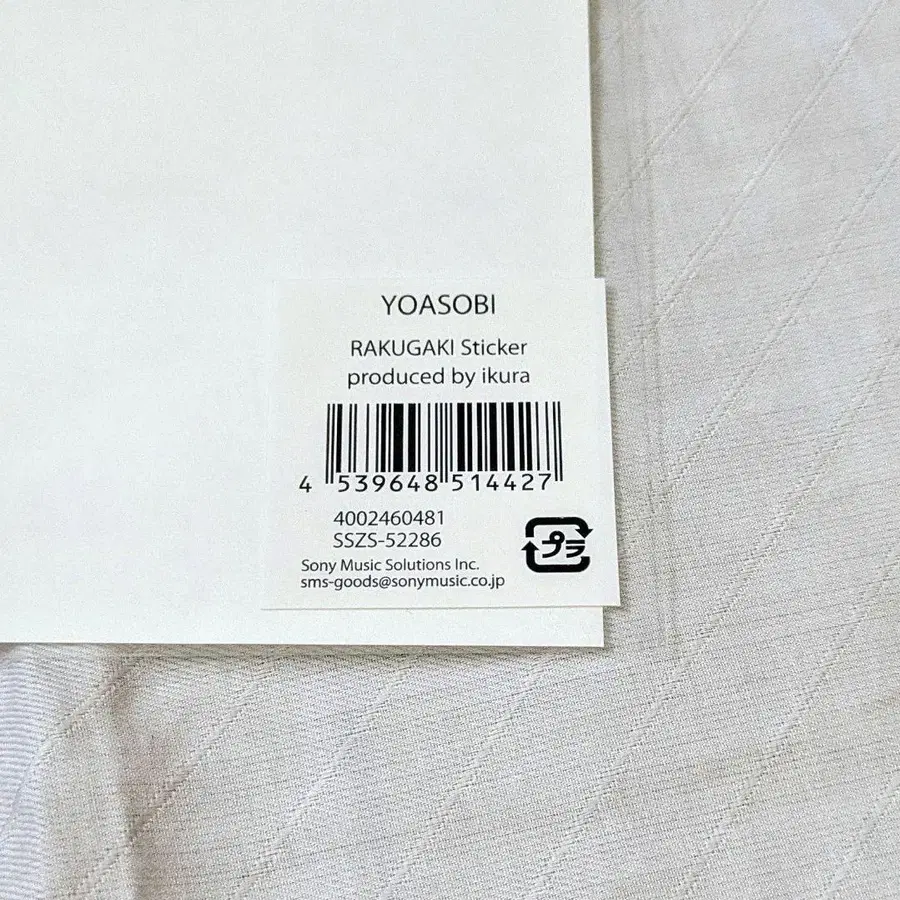 YOASOBI
RAKUGAKI Sticker
produced by ikura
4 539648 514427
4002460481
SSZS-52286
プラ
Sony Music Solutions Inc.
sms-goods@sonymusic.co.jp